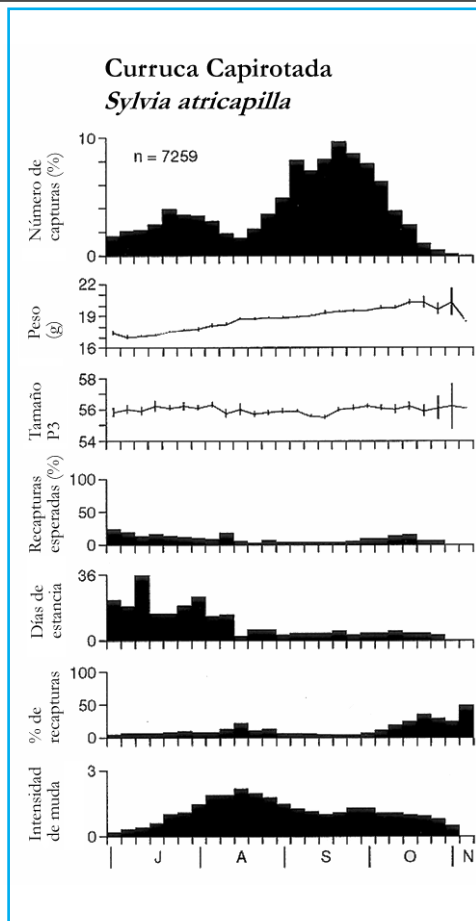 Curruca Capirotada
Sylvia atricapilla
Número de
capturas (%)
10
0
n = 7259
Peso
(g)
22
19
16
Tamaño
P3
58
56
54
Recapturas
esperadas (%)
100
50
0
Días de
estancia
36
0
% de
recapturas
100
50
0
Intensidad
de muda
3
0
J A S O N